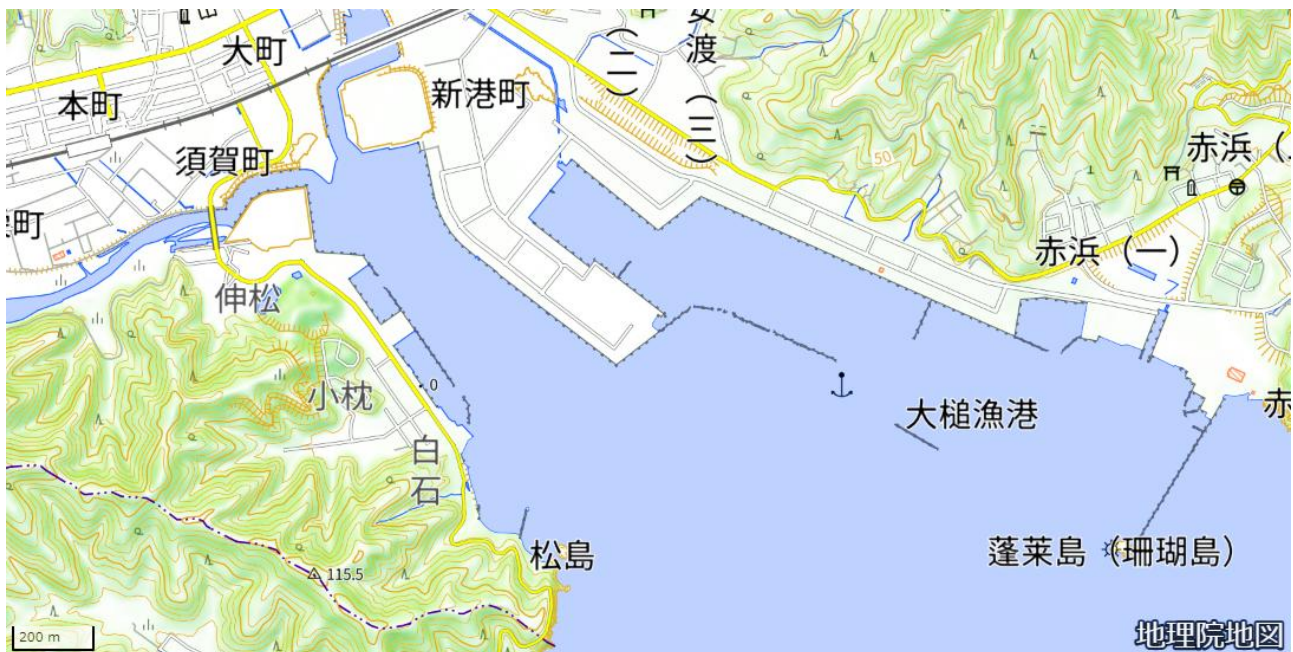 大町
本町
新港町
須賀町
(二)
渡
(三)
50
赤浜
赤浜（一）
町
伸松
0
小枕
大槌漁港
赤
白石
松島
蓬莱島（珊瑚島）
115.5
200 m
地理院地図